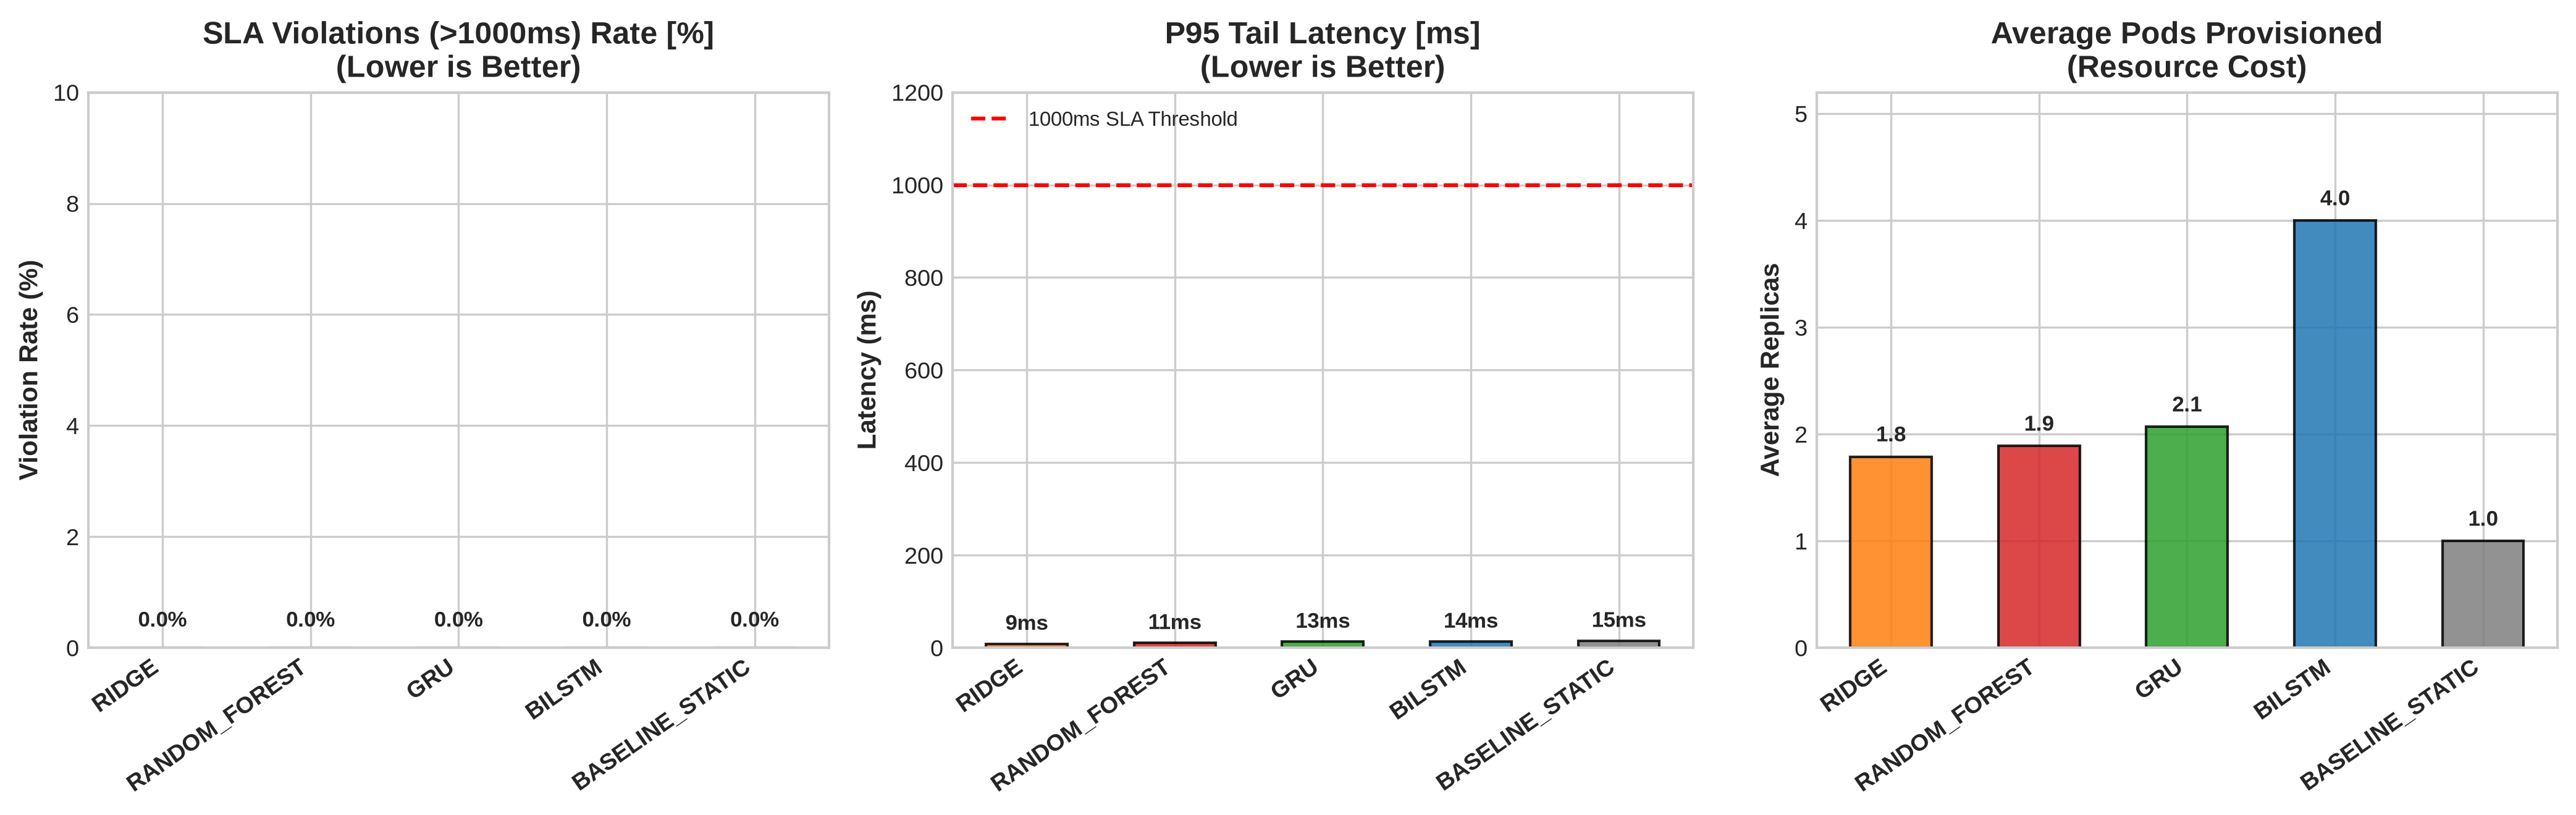 SLA Violations (>1000ms) Rate [%]
(Lower is Better)
Violation Rate (%)
10
8
6
4
2
0
0.0%
0.0%
0.0%
0.0%
0.0%
RIDGE
RANDOM_FOREST
GRU
BILSTM
BASELINE_STATIC
P95 Tail Latency [ms]
(Lower is Better)
Latency (ms)
1200
1000
800
600
400
200
0
1000ms SLA Threshold
9ms
11ms
13ms
14ms
15ms
RIDGE
RANDOM_FOREST
GRU
BILSTM
BASELINE_STATIC
Average Pods Provisioned
(Resource Cost)
Average Replicas
5
4
3
2
1
0
1.8
1.9
2.1
4.0
1.0
RIDGE
RANDOM_FOREST
GRU
BILSTM
BASELINE_STATIC